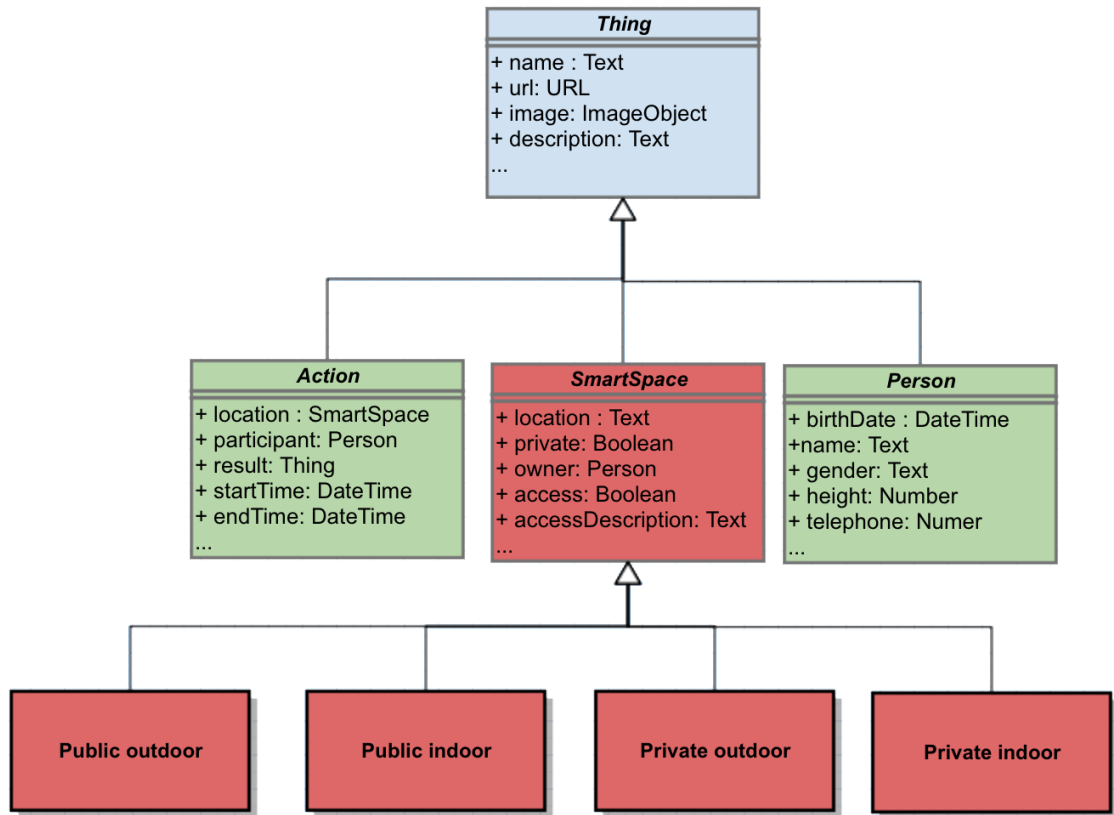 Thing
+ name : Text
+ url: URL
+ image: ImageObject
+ description: Text
...
Action
+ location : SmartSpace
+ participant: Person
+ result: Thing
+ startTime: DateTime
+ endTime: DateTime
...
SmartSpace
+ location : Text
+ private: Boolean
+ owner: Person
+ access: Boolean
+ accessDescription: Text
...
Person
+ birthDate : DateTime
+name: Text
+ gender: Text
+ height: Number
+ telephone: Numer
...
Public outdoor
Public indoor
Private outdoor
Private indoor